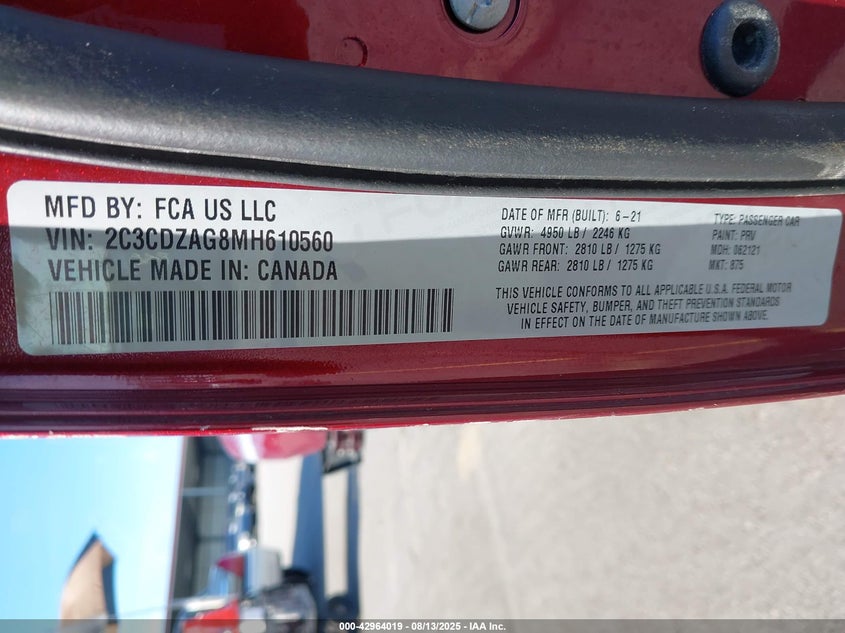 MFD BY: FCA US LLC
VIN: 2C3CDZAG8MH610560
VEHICLE MADE IN: CANADA
DATE OF MFR (BUILT): 6-21
GVWR: 4950 LB / 2246 KG
GAWR FRONT: 2810 LB / 1275 KG
GAWR REAR: 2810 LB / 1275 KG
TYPE: PASSENGER CAR
PAINT: PRV
MDH: 062121
MKT: 875
THIS VEHICLE CONFORMS TO ALL APPLICABLE U.S.A. FEDERAL MOTOR
VEHICLE SAFETY, BUMPER, AND THEFT PREVENTION STANDARDS
IN EFFECT ON THE DATE OF MANUFACTURE SHOWN ABOVE.
000-42964019 - 08/13/2025 - IAA Inc.